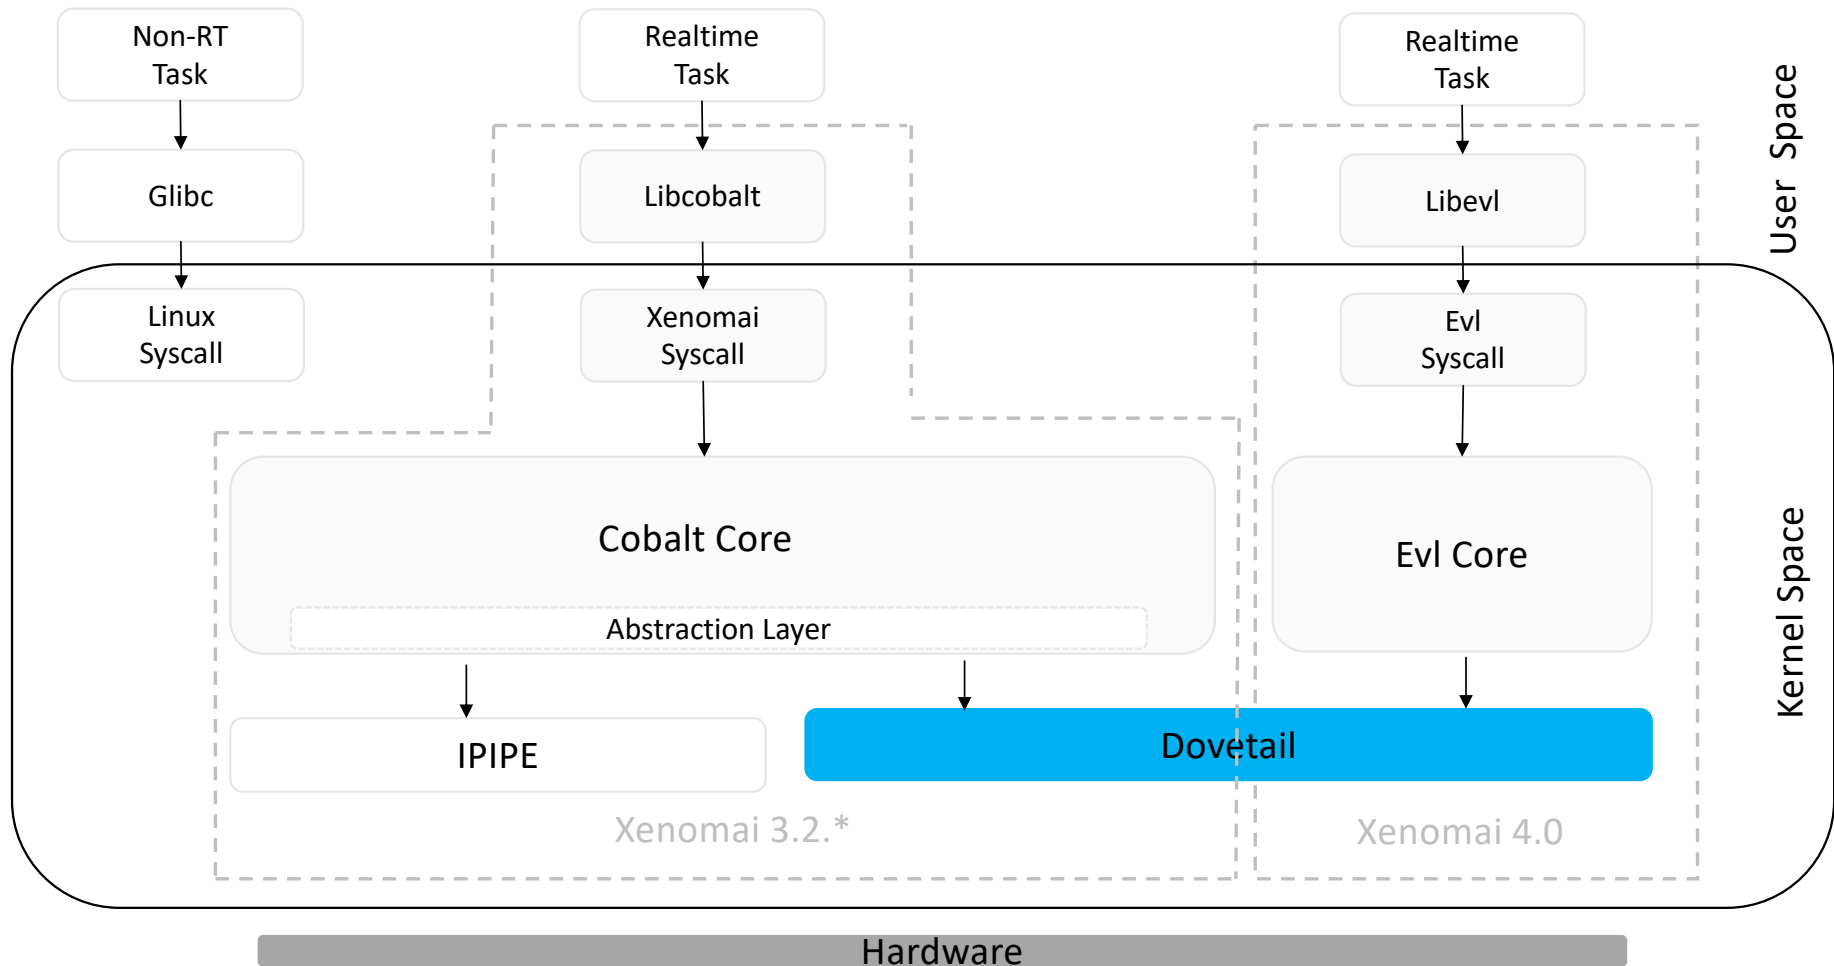 Non-RT
Task
Realtime
Task
Realtime
Task
Glibc
Libcobalt
Libevl
User Space
Linux
Syscall
Xenomai
Syscall
Evl
Syscall
Cobalt Core
Evl Core
Abstraction Layer
Kernel Space
IPIPE
Dovetail
Xenomai 3.2.*
Xenomai 4.0
Hardware